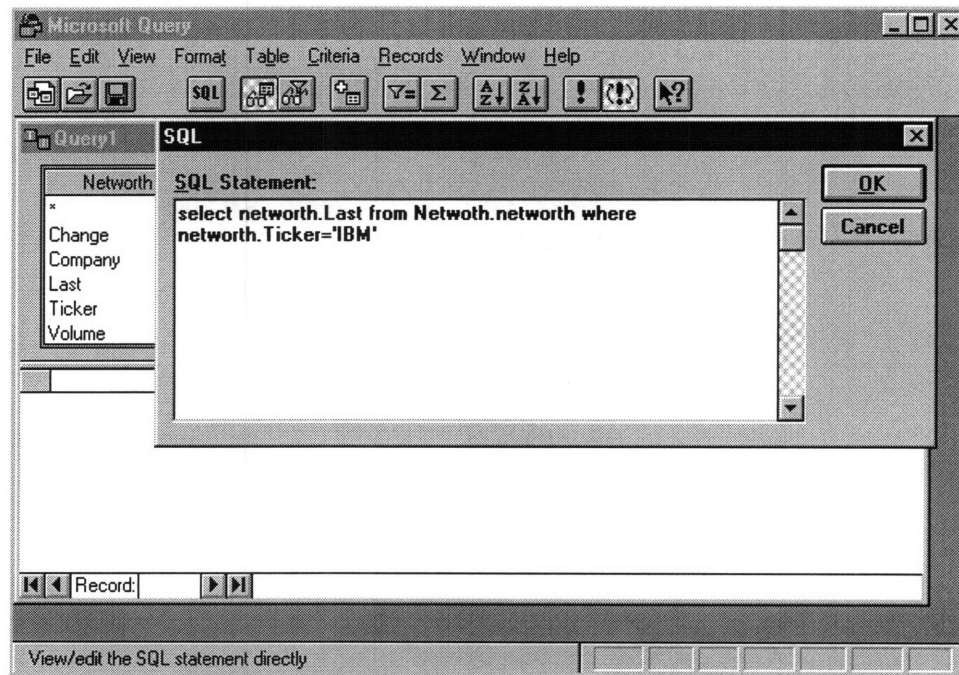 Microsoft Query
File Edit View Format Table Criteria Records Window Help
SQL
Query1
SQL
Networth
*
Change
Company
Last
Ticker
Volume
SQL Statement:
select networth.Last from Netwoth.networth where
networth.Ticker='IBM'
OK
Cancel
Record:
View/edit the SQL statement directly